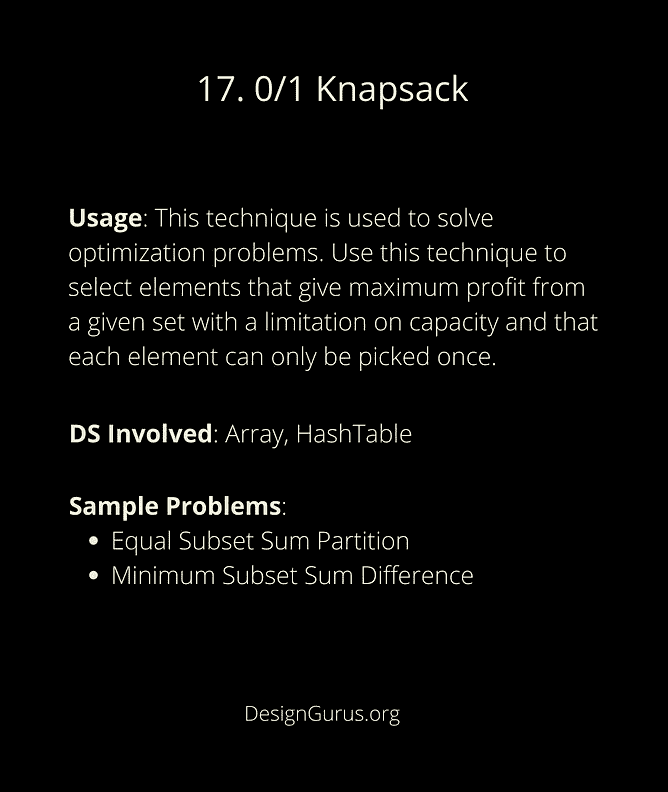 17. 0/1 Knapsack
Usage: This technique is used to solve
optimization problems. Use this technique to
select elements that give maximum profit from
a given set with a limitation on capacity and that
each element can only be picked once.
DS Involved: Array, HashTable
Sample Problems:
• Equal Subset Sum Partition
• Minimum Subset Sum Difference
DesignGurus.org